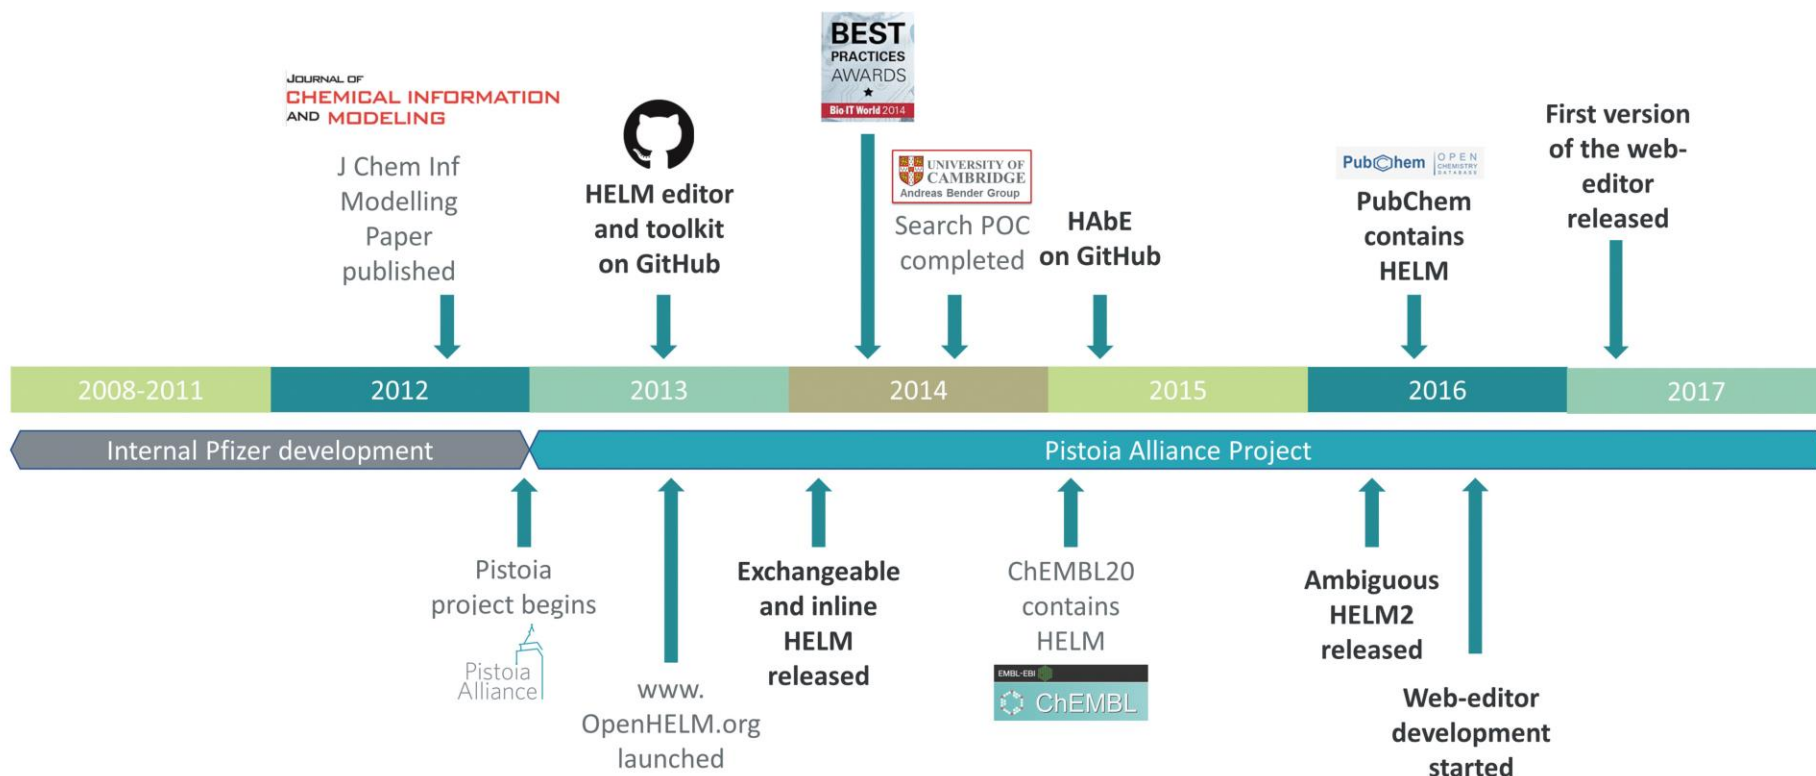 JOURNAL OF
CHEMICAL INFORMATION
AND MODELING
J Chem Inf
Modelling
Paper
published
HELM editor
and toolkit
on GitHub
BEST
PRACTICES
AWARDS
Bio IT World 2014
UNIVERSITY OF
CAMBRIDGE
Andreas Bender Group
Search POC
completed
HAbE
on GitHub
PubChem
OPEN
CHEMISTRY
DATABASE
PubChem
contains
HELM
First version
of the web-
editor
released
2008-2011
2012
2013
2014
2015
2016
2017
Internal Pfizer development
Pistoia Alliance Project
Pistoia
project begins
Pistoia
Alliance
www.
OpenHELM.org
launched
Exchangeable
and inline
HELM
released
ChEMBL20
contains
HELM
EMBL-EBI
ChEMBL
Ambiguous
HELM2
released
Web-editor
development
started